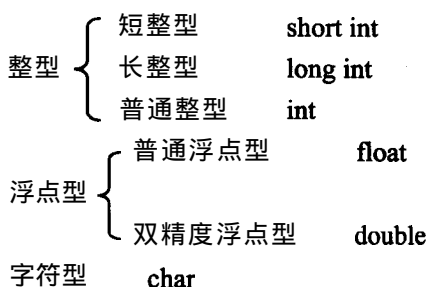 短整型 short int
整型 长整型 long int
普通整型 int
普通浮点型 float
浮点型
双精度浮点型 double
字符型 char